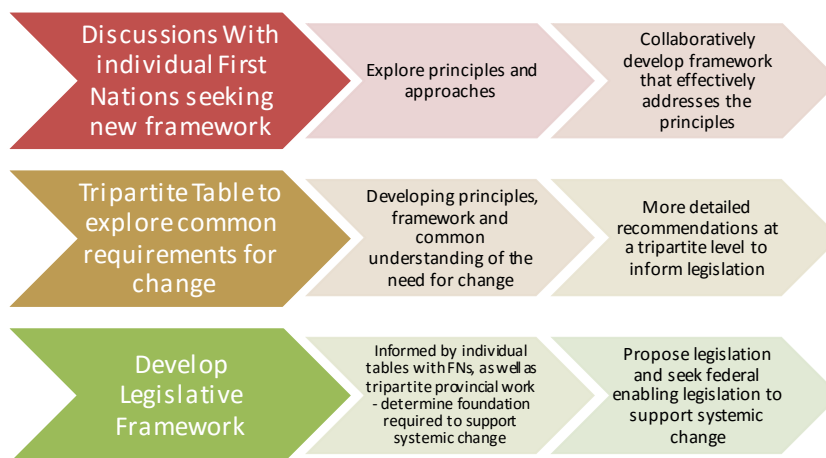 Discussions With
individual First
Nations seeking
new framework
Explore principles and
approaches
Collaboratively
develop framework
that effectively
addresses the
principles
Tripartite Table to
explore common
requirements for
change
Developing principles,
framework and
common
understanding of the
need for change
More detailed
recommendations at
a tripartite level to
inform legislation
Develop
Legislative
Framework
Informed by individual
tables with FNs, as well as
tripartite provincial work
- determine foundation
required to support
systemic change
Propose legislation
and seek federal
enabling legislation to
support systemic
change